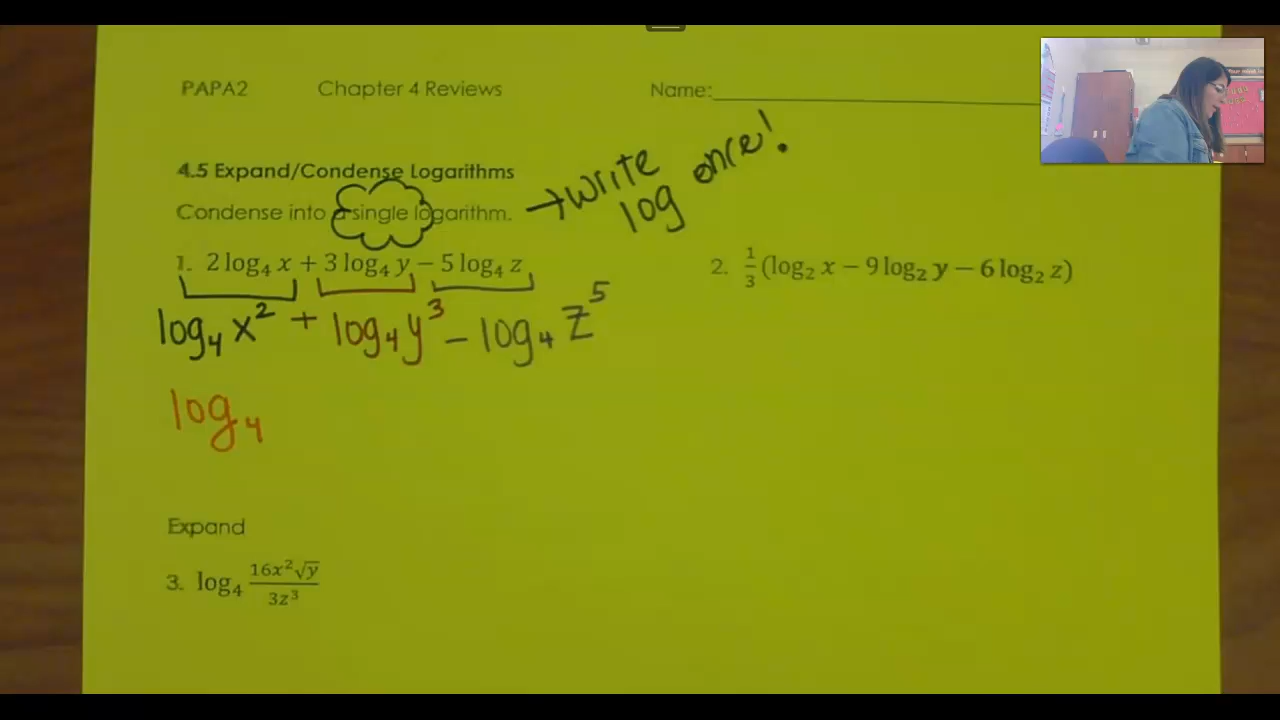 PAPA2 Chapter 4 Reviews Name:
4.5 Expand/Condense Logarithms
Condense into a single logarithm. → write log once!
1. 2 log₄ x + 3 log₄ y − 5 log₄ z
log₄ x² + log₄ y³ − log₄ z⁵
log₄
2. 1/3 (log₂ x − 9 log₂ y − 6 log₂ z)
Expand
3. log₄ 16x²√y / 3z³